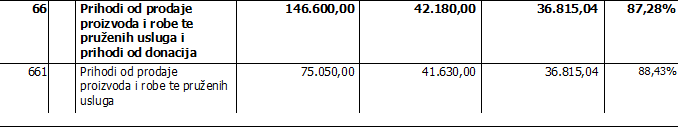 66 Prihodi od prodaje 146.600,00 42.180,00 36.815,04 87,28%
proizvoda i robe te
pruženih usluga i
prihodi od donacija
661 Prihodi od prodaje 75.050,00 41.630,00 36.815,04 88,43%
proizvoda i robe te pruženih
usluga